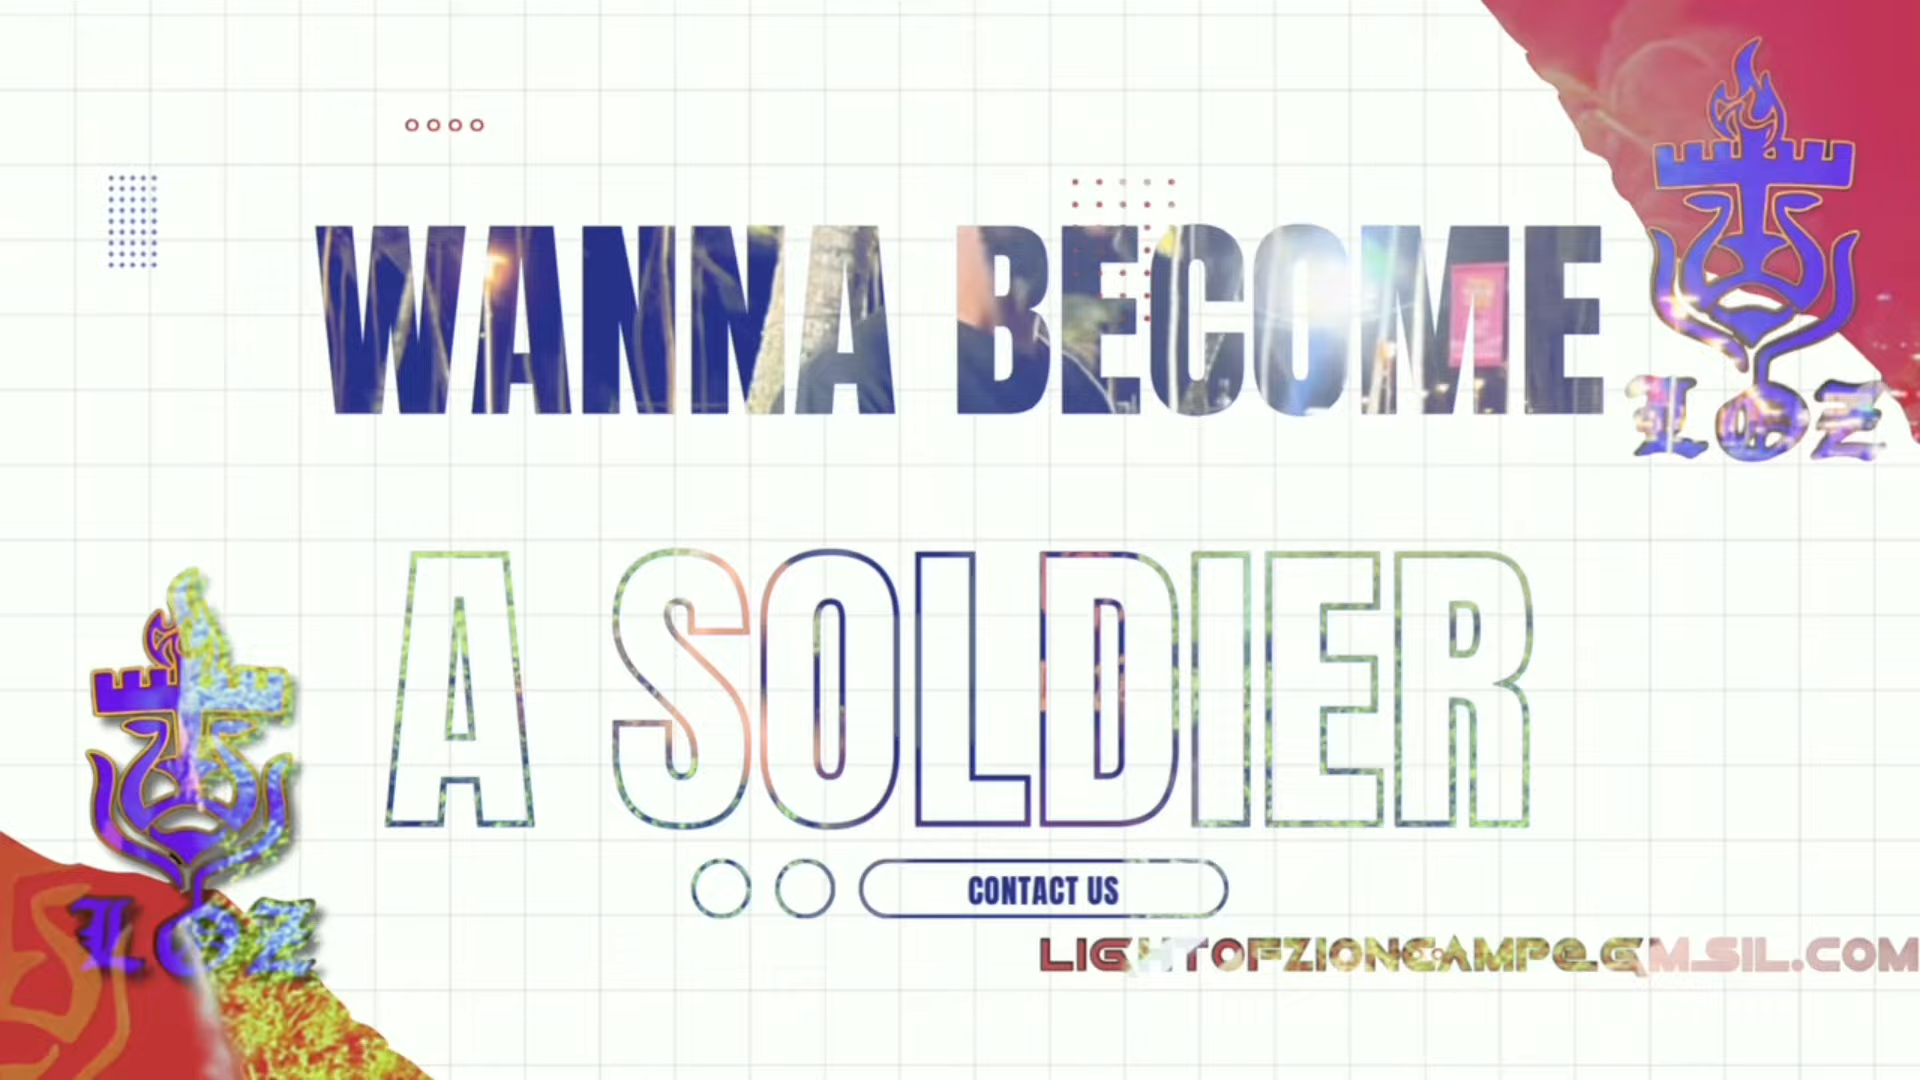 WANNA BECOME
LOZ
A SOLDIER
LOZ
CONTACT US
LIGHTOFZIONCAMP@GMSIL.COM